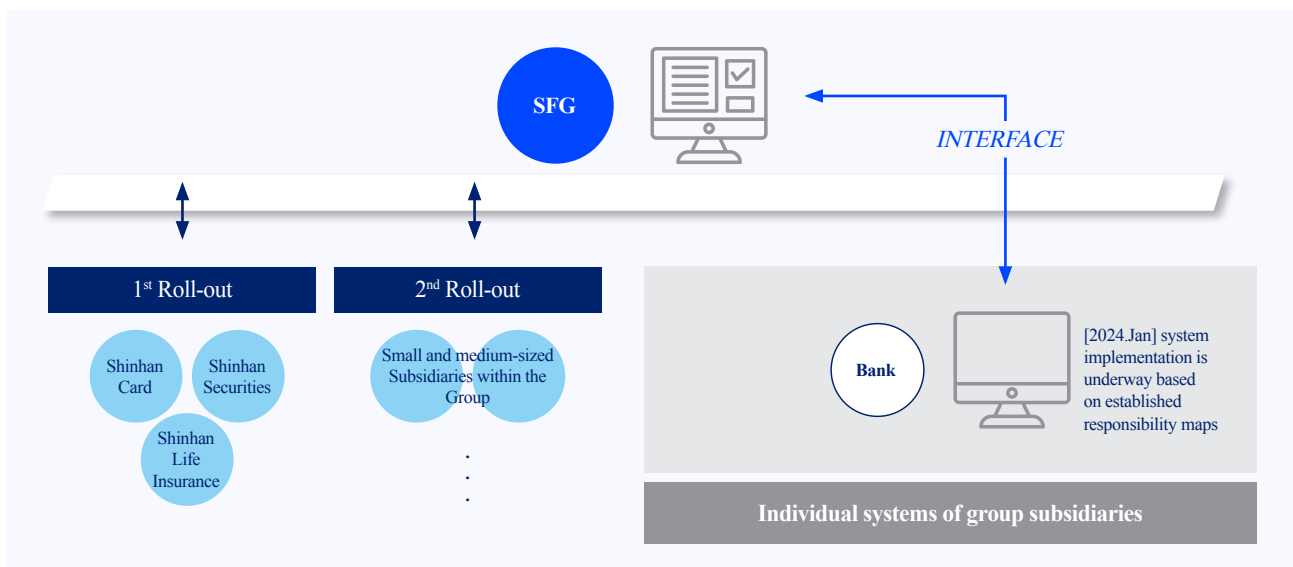 SFG
INTERFACE
1st Roll-out
2nd Roll-out
Shinhan
Card
Shinhan
Securities
Shinhan
Life
Insurance
Small and medium-sized
Subsidiaries within the
Group
.
.
.
Bank
[2024.Jan] system
implementation is
underway based
on established
responsibility maps
Individual systems of group subsidiaries